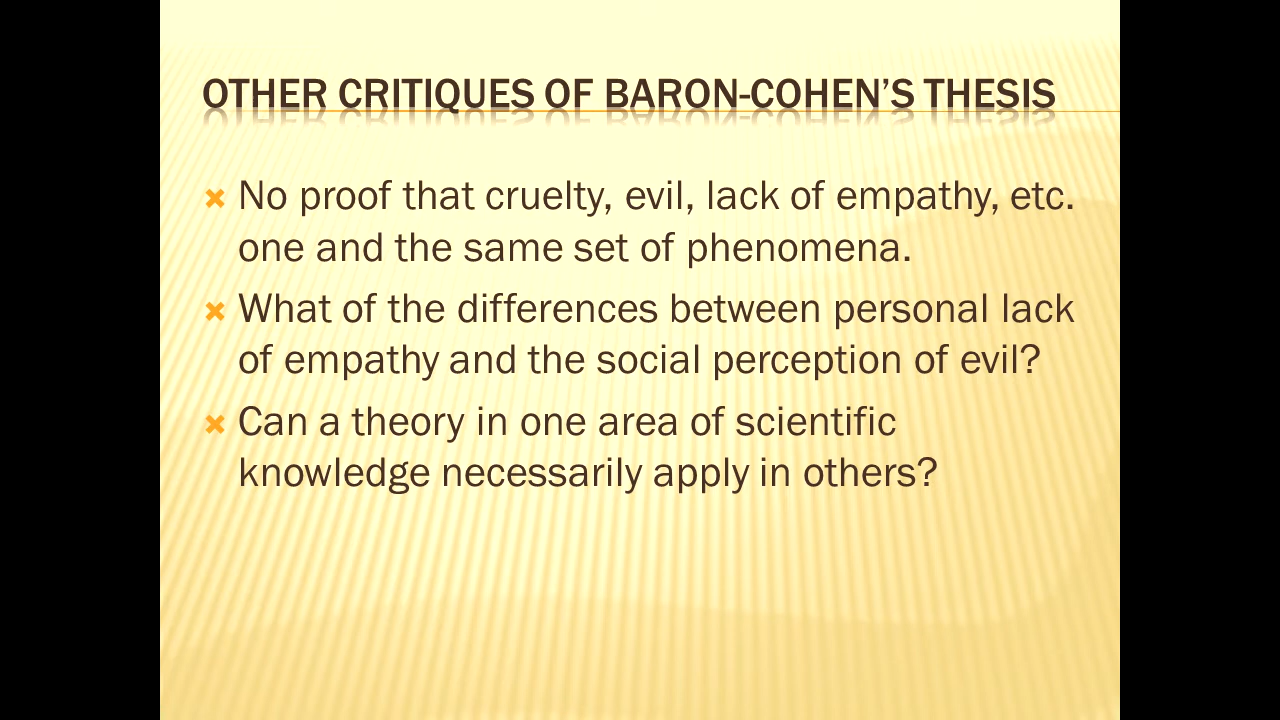 OTHER CRITIQUES OF BARON-COHEN’S THESIS
No proof that cruelty, evil, lack of empathy, etc.
one and the same set of phenomena.
What of the differences between personal lack
of empathy and the social perception of evil?
Can a theory in one area of scientific
knowledge necessarily apply in others?